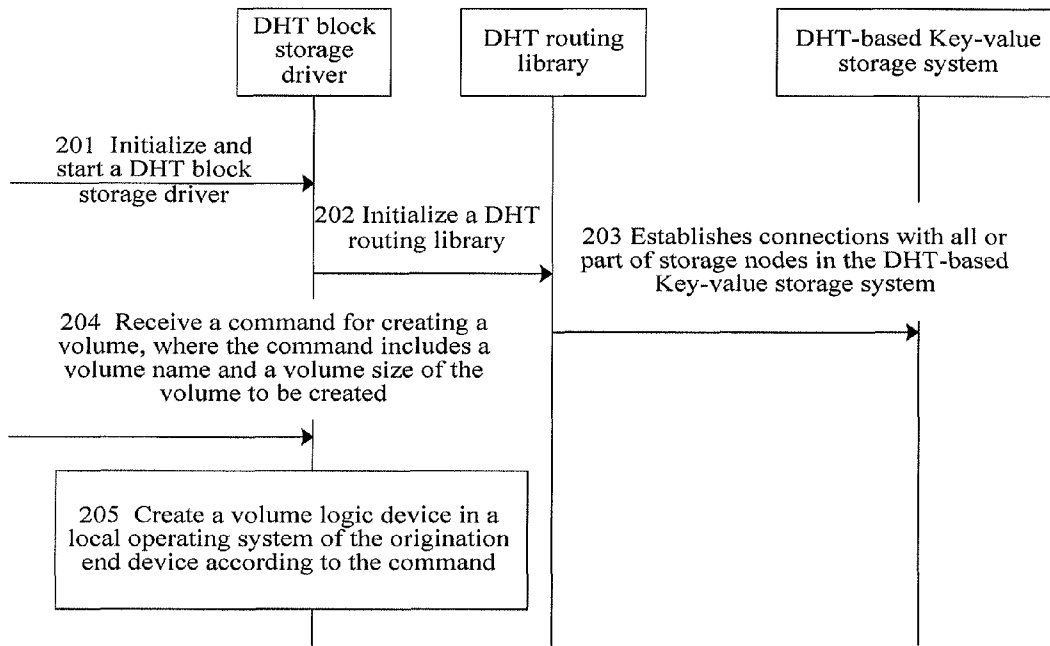 DHT block
storage
driver
DHT routing
library
DHT-based Key-value
storage system
201 Initialize and
start a DHT block
storage driver
202 Initialize a DHT
routing library
203 Establishes connections with all or
part of storage nodes in the DHT-based
Key-value storage system
204 Receive a command for creating a
volume, where the command includes a
volume name and a volume size of the
volume to be created
205 Create a volume logic device in a
local operating system of the origination
end device according to the command